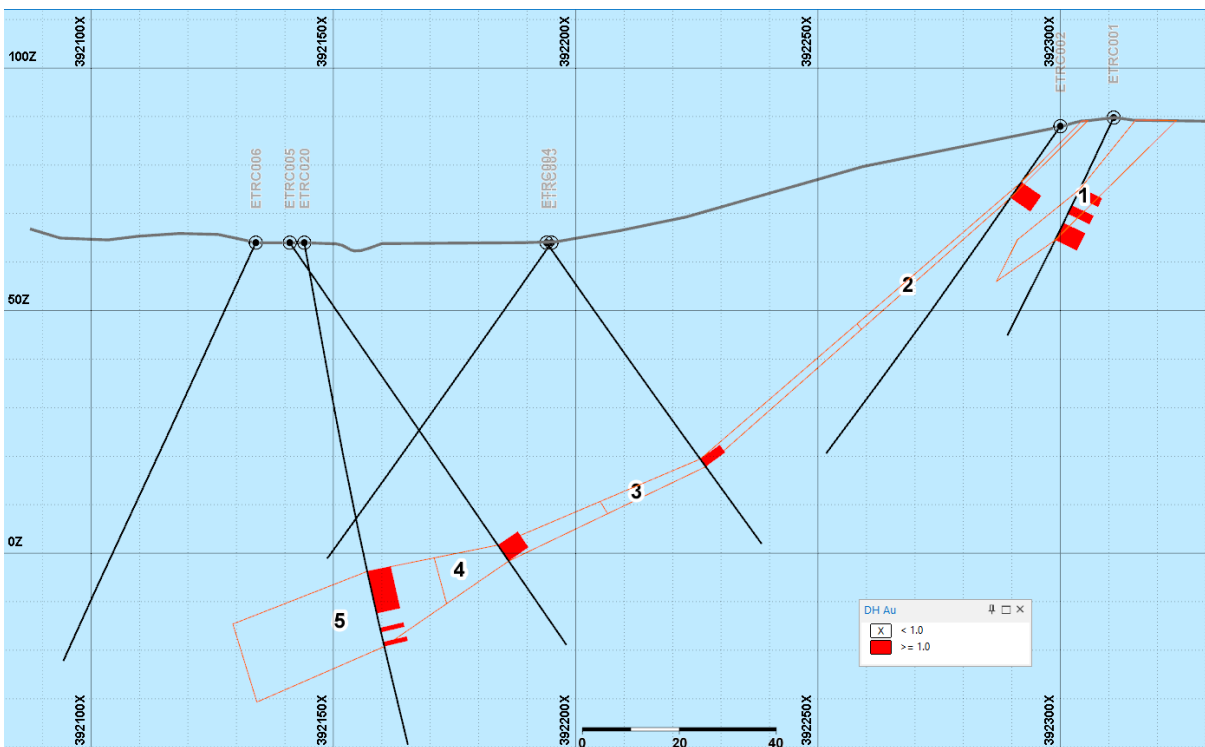 392100X
392150X
392200X
392250X
392300X
ETRC002
ETRC001
100Z
ETRC006
ETRC005
ETRC020
ETRC004
1
2
50Z
3
0Z
4
5
DH Au
X < 1.0
>= 1.0
392100X
392150X
392200X
392250X
392300X
0 20 40